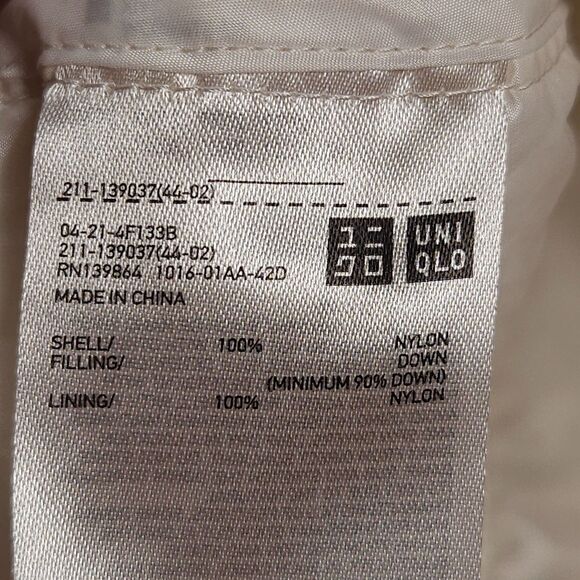 211-139037(44-02)
04-21-4F133B
211-139037(44-02)
RN139864 1016-01AA-42D
MADE IN CHINA
ユニ
クロ
UNI
QLO
SHELL/ 100% NYLON
FILLING/ DOWN
(MINIMUM 90% DOWN)
LINING/ 100% NYLON